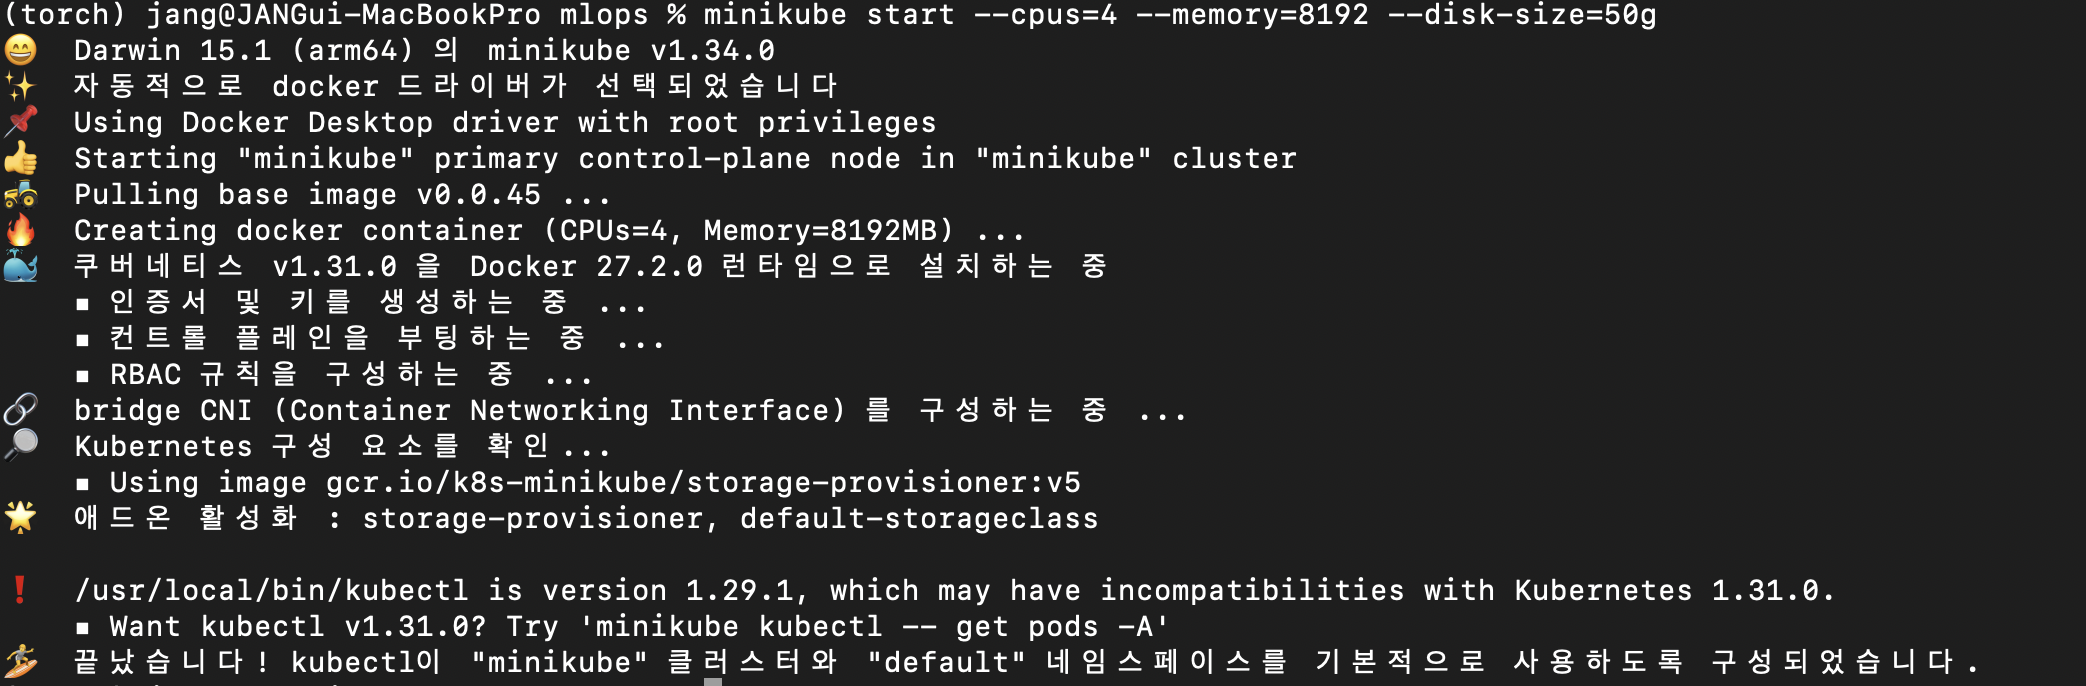 (torch) jang@JANGui-MacBookPro mlops % minikube start --cpus=4 --memory=8192 --disk-size=50g
😄 Darwin 15.1 (arm64) 의 minikube v1.34.0
✨ 자동적으로 docker 드라이버가 선택되었습니다
📌 Using Docker Desktop driver with root privileges
👍 Starting "minikube" primary control-plane node in "minikube" cluster
🚜 Pulling base image v0.0.45 ...
🔥 Creating docker container (CPUs=4, Memory=8192MB) ...
🐳 쿠버네티스 v1.31.0 을 Docker 27.2.0 런타임으로 설치하는 중
▪ 인증서 및 키를 생성하는 중 ...
▪ 컨트롤 플레인을 부팅하는 중 ...
▪ RBAC 규칙을 구성하는 중 ...
🔗 bridge CNI (Container Networking Interface) 를 구성하는 중 ...
🔎 Kubernetes 구성 요소를 확인...
▪ Using image gcr.io/k8s-minikube/storage-provisioner:v5
🌟 애드온 활성화 : storage-provisioner, default-storageclass
❗ /usr/local/bin/kubectl is version 1.29.1, which may have incompatibilities with Kubernetes 1.31.0.
▪ Want kubectl v1.31.0? Try 'minikube kubectl -- get pods -A'
🏄 끝났습니다! kubectl이 "minikube" 클러스터와 "default" 네임스페이스를 기본적으로 사용하도록 구성되었습니다.